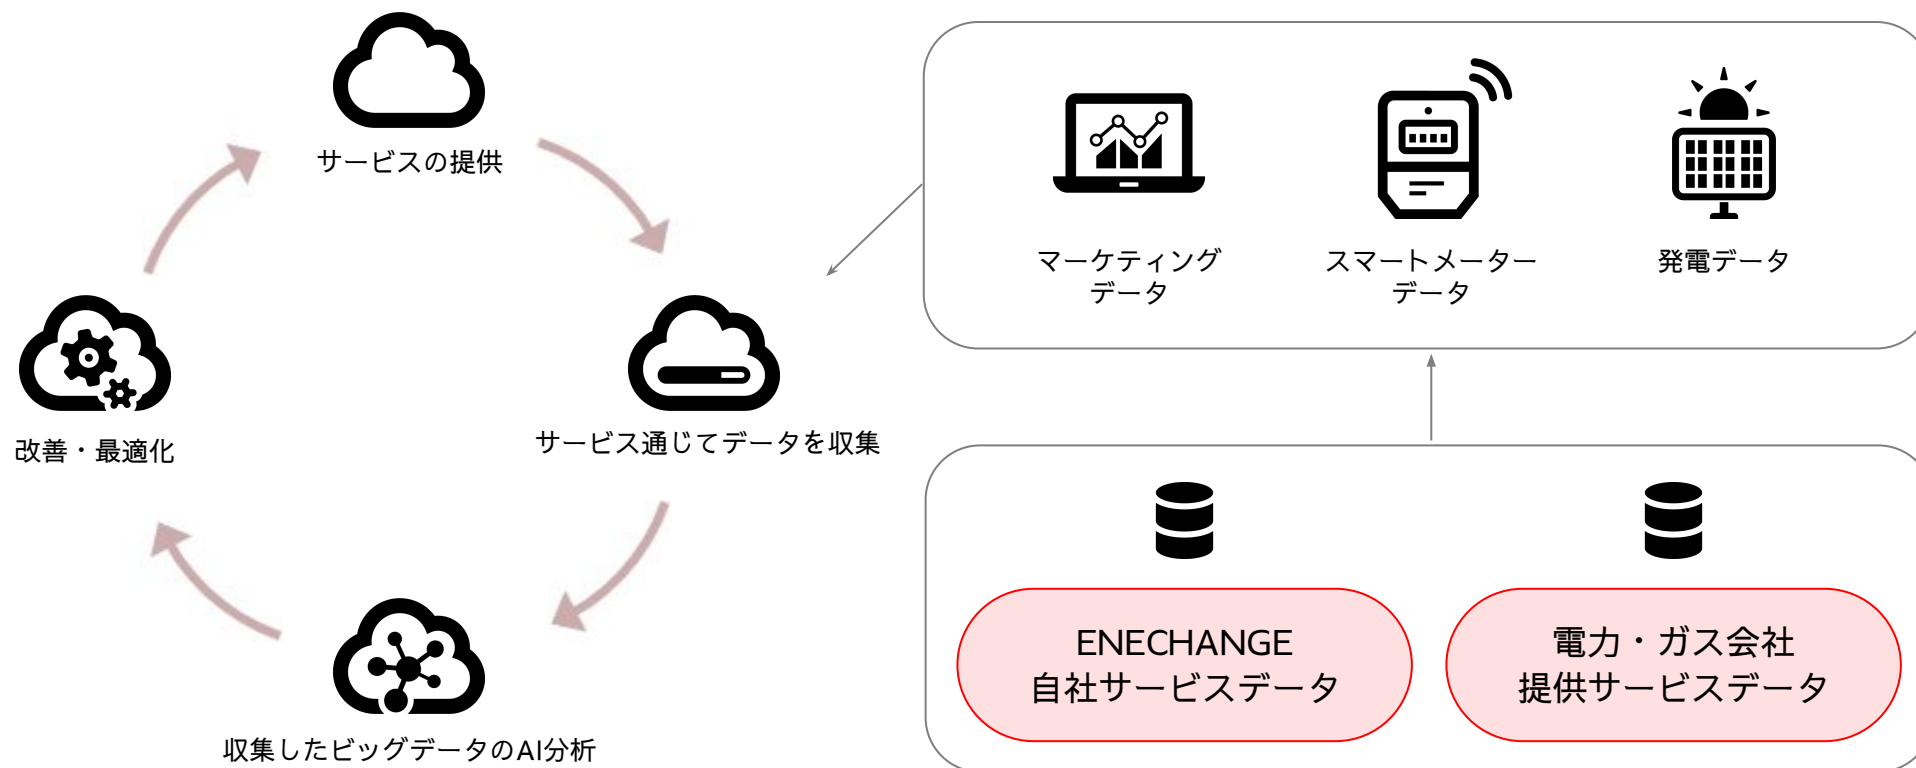 サービスの提供
サービス通じてデータを収集
収集したビッグデータのAI分析
改善・最適化
マーケティング
データ
スマートメーター
データ
発電データ
ENECHANGE
自社サービスデータ
電力・ガス会社
提供サービスデータ